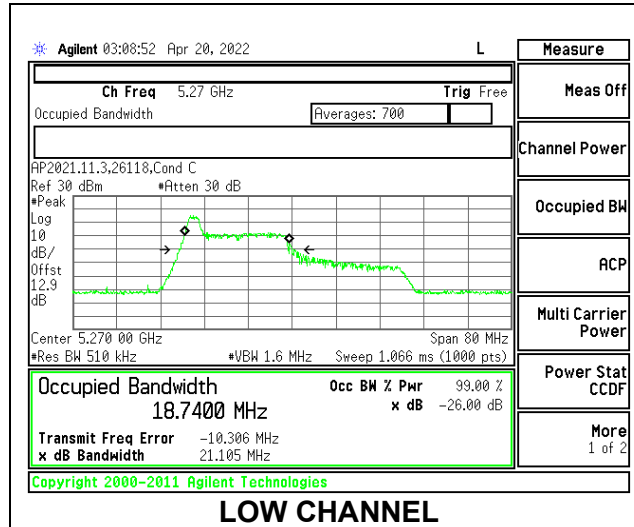 Agilent 03:08:52 Apr 20, 2022 L
Measure
Ch Freq 5.27 GHz Trig Free
Occupied Bandwidth Averages: 700
Meas Off
Channel Power
Occupied BW
ACP
Multi Carrier
Power
Power Stat
CCDF
More
1 of 2
AP2021.11.3,26118,Cond C
Ref 30 dBm #Atten 30 dB
#Peak
Log
10
dB/
Offst
12.9
dB
Center 5.270 00 GHz Span 80 MHz
#Res BW 510 kHz #VBW 1.6 MHz Sweep 1.066 ms (1000 pts)
Occupied Bandwidth Occ BW % Pwr 99.00 %
18.7400 MHz x dB -26.00 dB
Transmit Freq Error -10.306 MHz
x dB Bandwidth 21.105 MHz
Copyright 2000-2011 Agilent Technologies
LOW CHANNEL